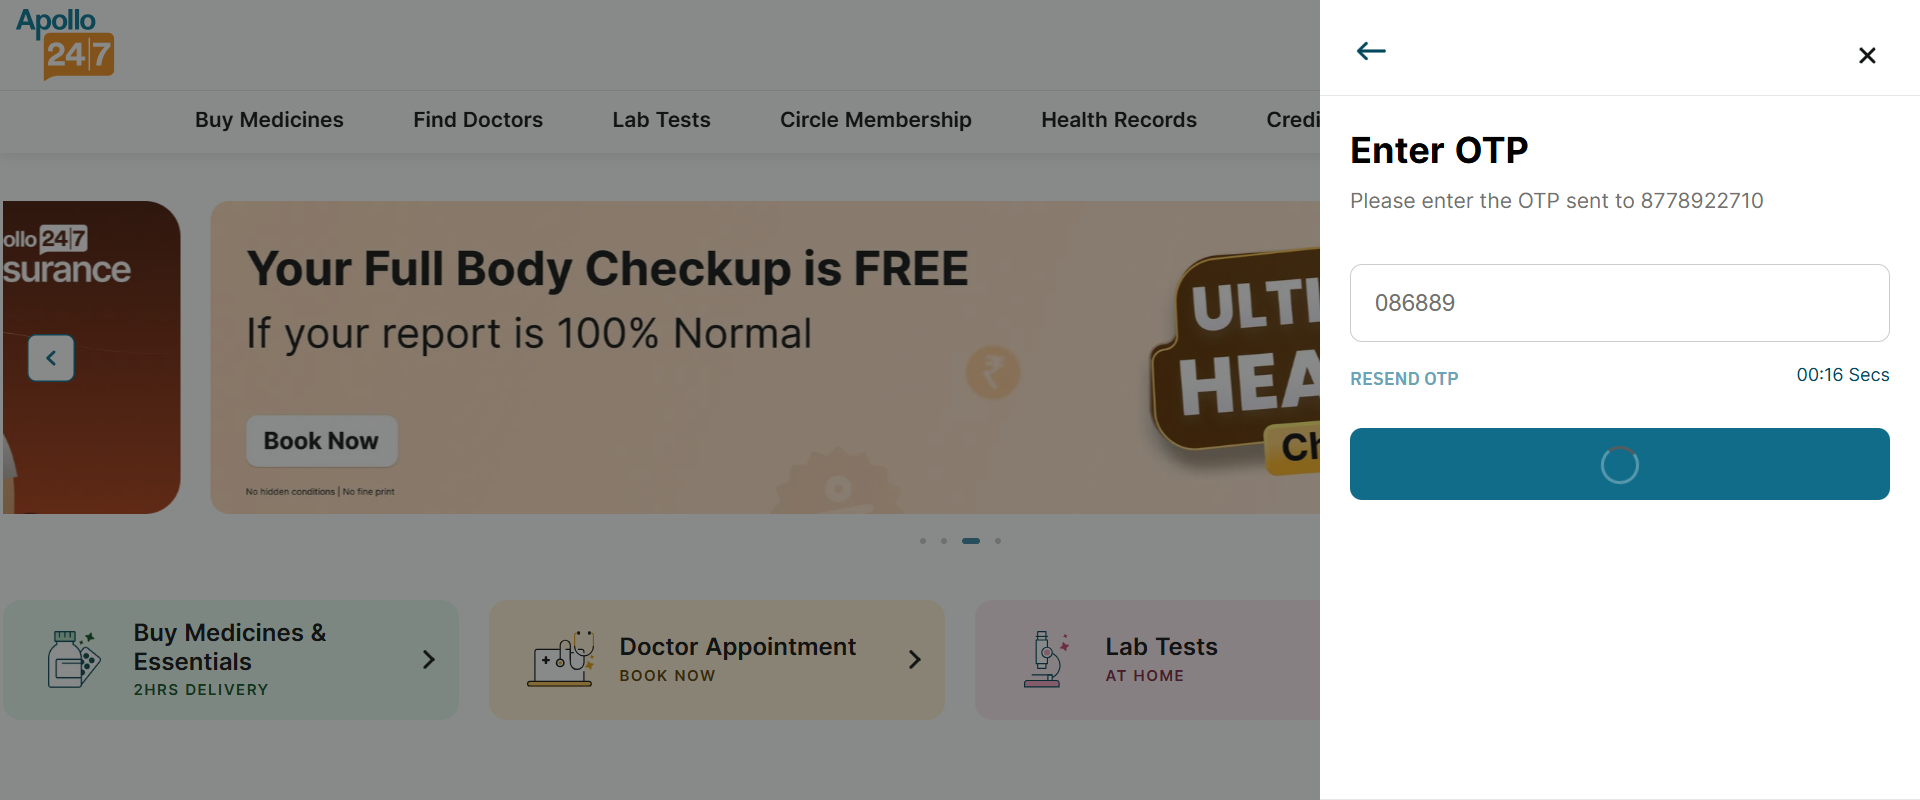 Apollo
24|7
Buy Medicines
Find Doctors
Lab Tests
Circle Membership
Health Records
Credi
ollo 24|7
surance
Your Full Body Checkup is FREE
If your report is 100% Normal
Book Now
No hidden conditions | No fine print
ULTI
HEA
Ch
Buy Medicines &
Essentials
2HRS DELIVERY
Doctor Appointment
BOOK NOW
Lab Tests
AT HOME
Enter OTP
Please enter the OTP sent to 8778922710
086889
RESEND OTP
00:16 Secs